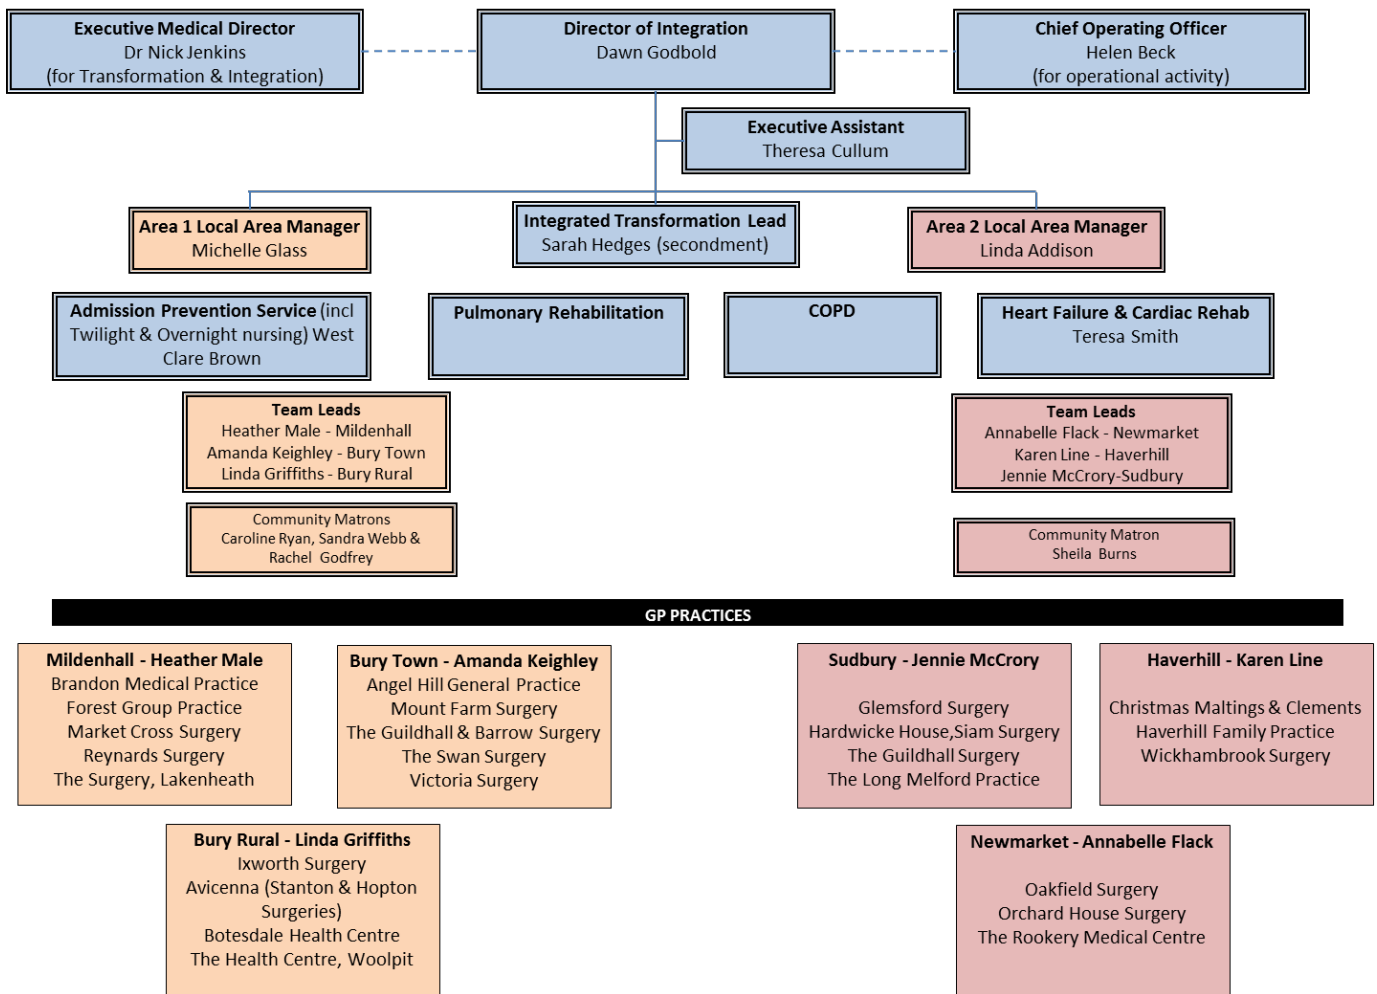 Executive Medical Director
Dr Nick Jenkins
(for Transformation & Integration)
Director of Integration
Dawn Godbold
Chief Operating Officer
Helen Beck
(for operational activity)
Executive Assistant
Theresa Cullum
Area 1 Local Area Manager
Michelle Glass
Integrated Transformation Lead
Sarah Hedges (secondment)
Area 2 Local Area Manager
Linda Addison
Admission Prevention Service (incl
Twilight & Overnight nursing) West
Clare Brown
Pulmonary Rehabilitation
COPD
Heart Failure & Cardiac Rehab
Teresa Smith
Team Leads
Heather Male - Mildenhall
Amanda Keighley - Bury Town
Linda Griffiths - Bury Rural
Team Leads
Annabelle Flack - Newmarket
Karen Line - Haverhill
Jennie McCrory-Sudbury
Community Matrons
Caroline Ryan, Sandra Webb &
Rachel Godfrey
Community Matron
Sheila Burns
GP PRACTICES
Mildenhall - Heather Male
Brandon Medical Practice
Forest Group Practice
Market Cross Surgery
Reynards Surgery
The Surgery, Lakenheath
Bury Town - Amanda Keighley
Angel Hill General Practice
Mount Farm Surgery
The Guildhall & Barrow Surgery
The Swan Surgery
Victoria Surgery
Sudbury - Jennie McCrory
Glemsford Surgery
Hardwicke House,Siam Surgery
The Guildhall Surgery
The Long Melford Practice
Haverhill - Karen Line
Christmas Maltings & Clements
Haverhill Family Practice
Wickhambrook Surgery
Bury Rural - Linda Griffiths
Ixworth Surgery
Avicenna (Stanton & Hopton
Surgeries)
Botesdale Health Centre
The Health Centre, Woolpit
Newmarket - Annabelle Flack
Oakfield Surgery
Orchard House Surgery
The Rookery Medical Centre